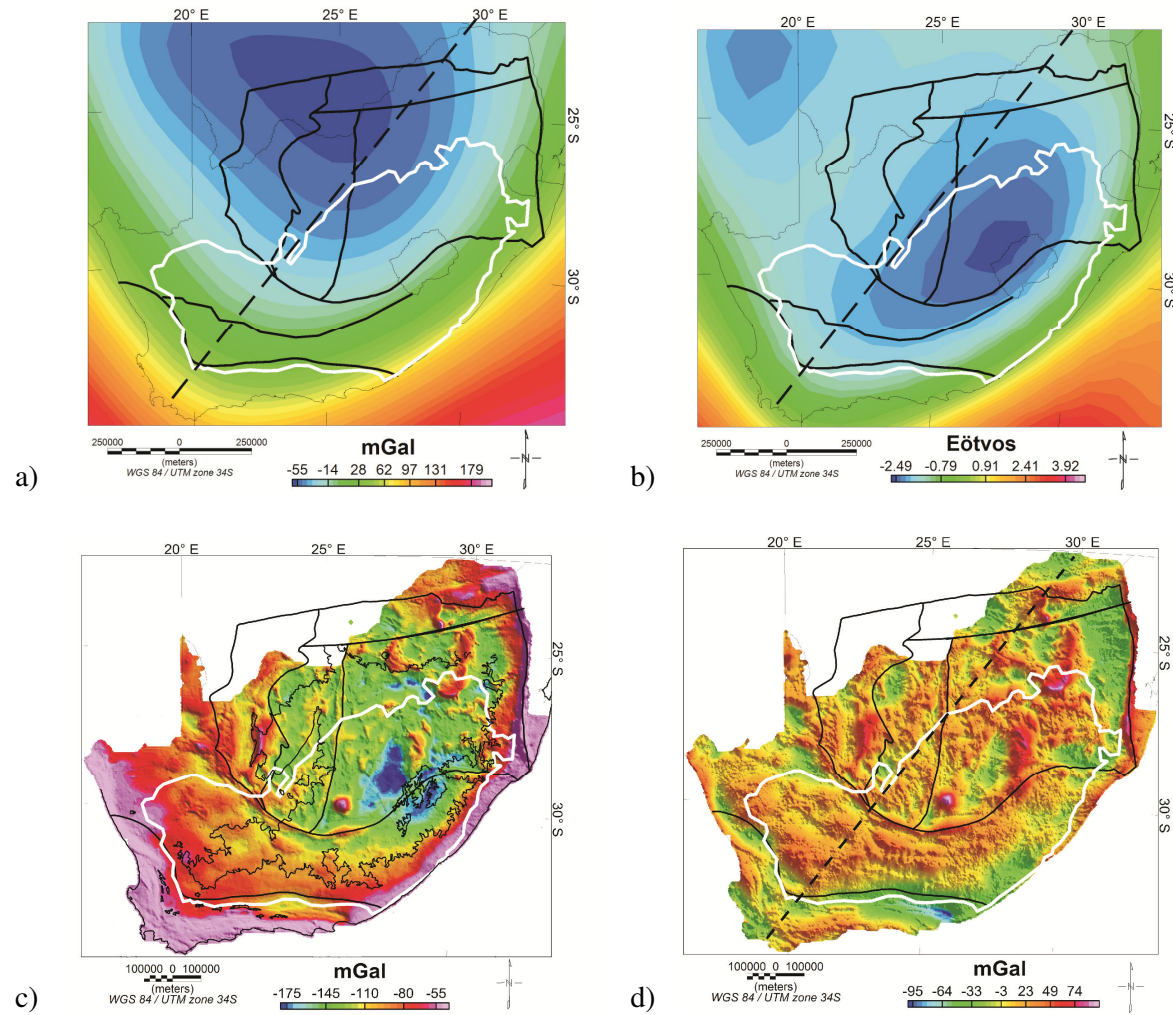 20° E 25° E 30° E
25° S
30° S
250000 0 250000
(meters)
WGS 84 / UTM zone 34S
mGal
-55 -14 28 62 97 131 179
N
a)
20° E 25° E 30° E
25° S
30° S
250000 0 250000
(meters)
WGS 84 / UTM zone 34S
Eötvos
-2.49 -0.79 0.91 2.41 3.92
N
b)
20° E 25° E 30° E
25° S
30° S
100000 0 100000
(meters)
WGS 84 / UTM zone 34S
mGal
-175 -145 -110 -80 -55
N
c)
20° E 25° E 30° E
25° S
30° S
100000 0 100000
(meters)
WGS 84 / UTM zone 34S
mGal
-95 -64 -33 -3 23 49 74
N
d)